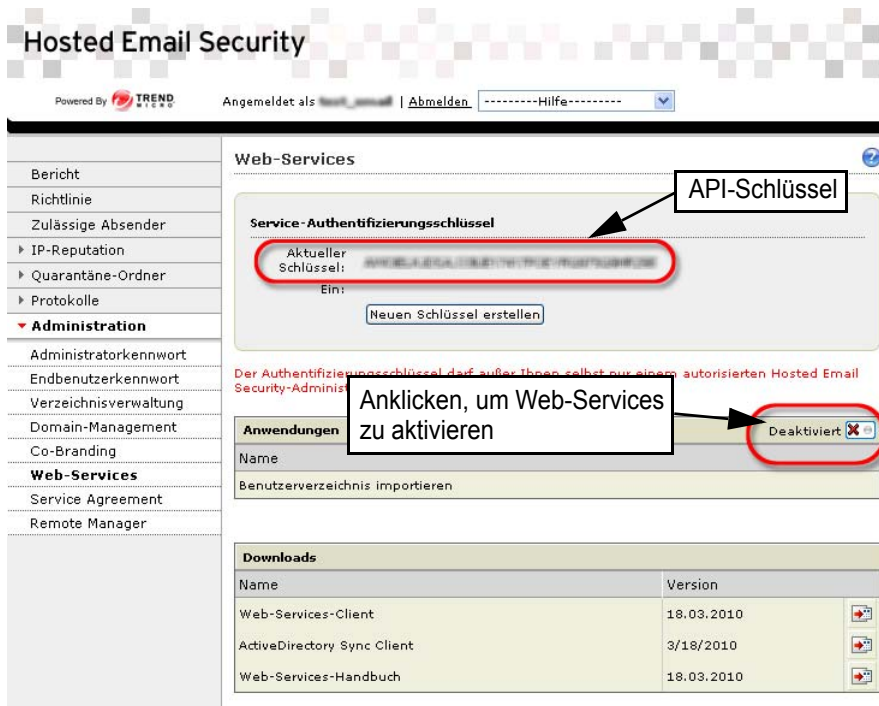 Hosted Email Security
Powered By TREND MICRO
Angemeldet als | Abmelden ---------Hilfe---------
Bericht
Richtlinie
Zulässige Absender
IP-Reputation
Quarantäne-Ordner
Protokolle
Administration
Administratorkennwort
Endbenutzerkennwort
Verzeichnisverwaltung
Domain-Management
Co-Branding
Web-Services
Service Agreement
Remote Manager
Web-Services
?
API-Schlüssel
Service-Authentifizierungsschlüssel
Aktueller
Schlüssel:
Ein:
Neuen Schlüssel erstellen
Der Authentifizierungsschlüssel darf außer Ihnen selbst nur einem autorisierten Hosted Email
Anklicken, um Web-Services
zu aktivieren
Anwendungen
Deaktiviert
Name
Benutzerverzeichnis importieren
Downloads
Name Version
Web-Services-Client 18.03.2010
ActiveDirectory Sync Client 3/18/2010
Web-Services-Handbuch 18.03.2010